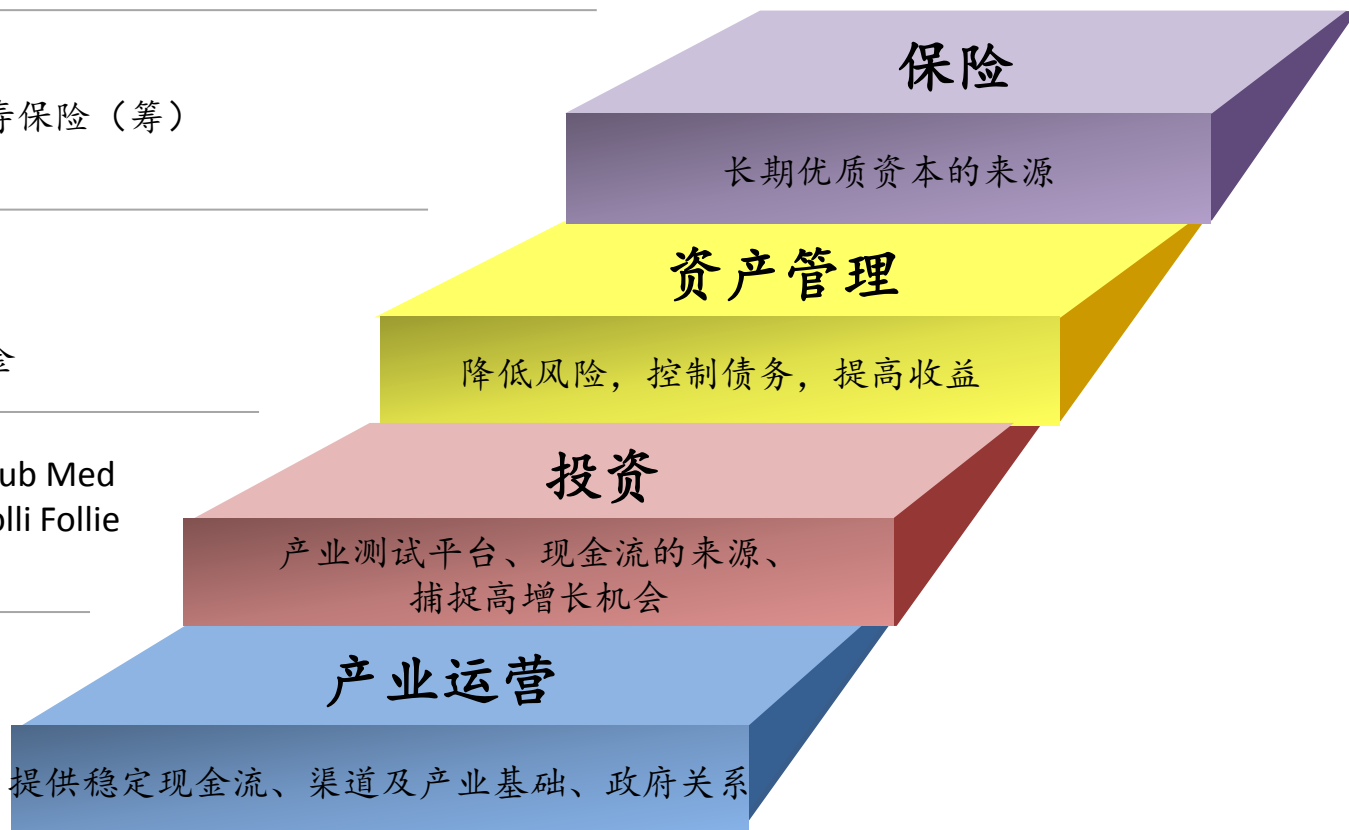 保险
寿保险（筹）
长期优质资本的来源
资产管理
金
降低风险，控制债务，提高收益
投资
ub Med
olli Follie
产业测试平台、现金流的来源、
捕捉高增长机会
产业运营
提供稳定现金流、渠道及产业基础、政府关系